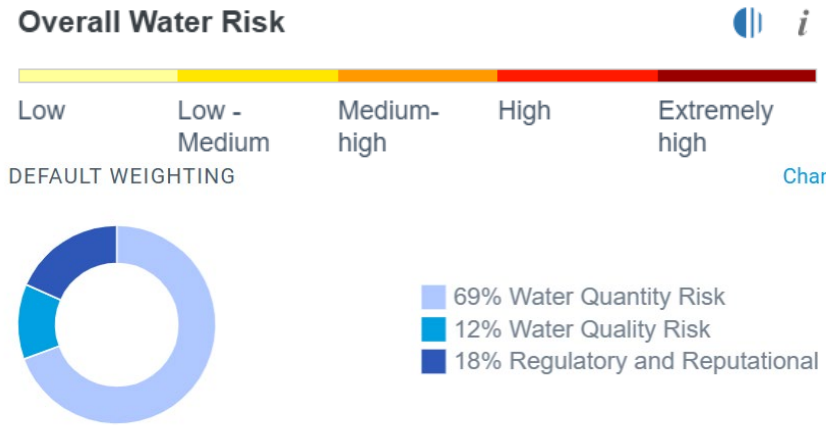 Overall Water Risk
i
Low
Low -
Medium
Medium-
high
High
Extremely
high
DEFAULT WEIGHTING
Char
69% Water Quantity Risk
12% Water Quality Risk
18% Regulatory and Reputational